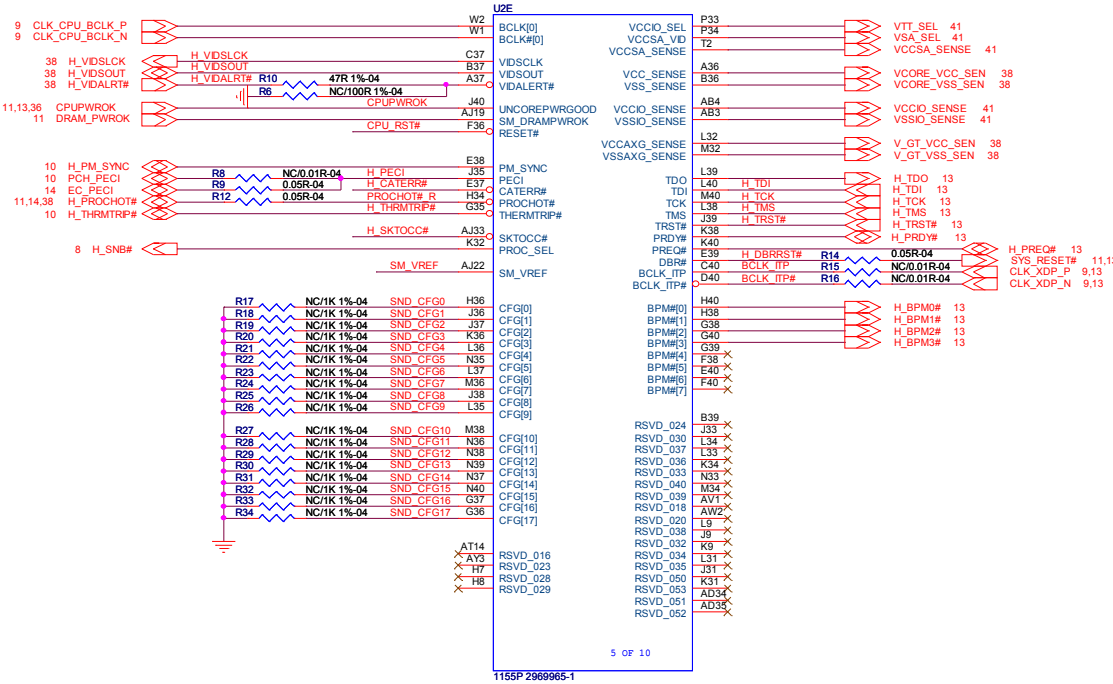 U2E
9 CLK_CPU_BCLK_P W2 BCLK[0] VCCIO_SEL P33 VTT_SEL 41
9 CLK_CPU_BCLK_N W1 BCLK#[0] VCCSA_VID P34 VSA_SEL 41
VCCSA_SENSE T2 VCCSA_SENSE 41
38 H_VIDSLCK H_VIDSLCK C37 VIDSCLK
38 H_VIDSOUT H_VIDSOUT B37 VIDSOUT VCC_SENSE A36 VCORE_VCC_SEN 38
38 H_VIDALRT# H_VIDALRT# R10 47R 1%-04 A37 VIDALERT# VSS_SENSE B36 VCORE_VSS_SEN 38
R6 NC/100R 1%-04
11,13,36 CPUPWROK CPUPWROK J40 UNCOREPWRGOOD VCCIO_SENSE AB4 VCCIO_SENSE 41
11 DRAM_PWROK AJ19 SM_DRAMPWROK VSSIO_SENSE AB3 VSSIO_SENSE 41
CPU_RST# F36 RESET#
VCCAXG_SENSE L32 V_GT_VCC_SEN 38
VSSAXG_SENSE M32 V_GT_VSS_SEN 38
10 H_PM_SYNC E38 PM_SYNC
10 PCH_PECI R8 NC/0.01R-04 H_PECI J35 PECI TDO L39 H_TDO 13
14 EC_PECI R9 0.05R-04 H_CATERR# E37 CATERR# TDI L40 H_TDI H_TDI 13
11,14,38 H_PROCHOT# R12 0.05R-04 PROCHOT#_R H34 PROCHOT# TCK M40 H_TCK H_TCK 13
10 H_THRMTRIP# H_THRMTRIP# G35 THERMTRIP# TMS L38 H_TMS H_TMS 13
TRST# J39 H_TRST# H_TRST# 13
H_SKTOCC# AJ33 SKTOCC# PRDY# K38 H_PRDY# 13
8 H_SNB# K32 PROC_SEL PREQ# K40 H_PREQ# 13
DBR# E39 H_DBRRST# R14 0.05R-04 SYS_RESET# 11,13
SM_VREF AJ22 SM_VREF BCLK_ITP C40 BCLK_ITP R15 NC/0.01R-04 CLK_XDP_P 9,13
BCLK_ITP# D40 BCLK_ITP# R16 NC/0.01R-04 CLK_XDP_N 9,13
R17 NC/1K 1%-04 SND_CFG0 H36 CFG[0] BPM#[0] H40 H_BPM0# 13
R18 NC/1K 1%-04 SND_CFG1 J36 CFG[1] BPM#[1] H38 H_BPM1# 13
R19 NC/1K 1%-04 SND_CFG2 J37 CFG[2] BPM#[2] G38 H_BPM2# 13
R20 NC/1K 1%-04 SND_CFG3 K36 CFG[3] BPM#[3] G40 H_BPM3# 13
R21 NC/1K 1%-04 SND_CFG4 L36 CFG[4] BPM#[4] G39
R22 NC/1K 1%-04 SND_CFG5 N35 CFG[5] BPM#[5] F38
R23 NC/1K 1%-04 SND_CFG6 L37 CFG[6] BPM#[6] E40
R24 NC/1K 1%-04 SND_CFG7 M36 CFG[7] BPM#[7] F40
R25 NC/1K 1%-04 SND_CFG8 J38 CFG[8]
R26 NC/1K 1%-04 SND_CFG9 L35 CFG[9]
RSVD_024 B39
R27 NC/1K 1%-04 SND_CFG10 M38 CFG[10] RSVD_030 J33
R28 NC/1K 1%-04 SND_CFG11 N36 CFG[11] RSVD_037 L34
R29 NC/1K 1%-04 SND_CFG12 N38 CFG[12] RSVD_036 L33
R30 NC/1K 1%-04 SND_CFG13 N39 CFG[13] RSVD_033 K34
R31 NC/1K 1%-04 SND_CFG14 N37 CFG[14] RSVD_040 N33
R32 NC/1K 1%-04 SND_CFG15 N40 CFG[15] RSVD_039 M34
R33 NC/1K 1%-04 SND_CFG16 G37 CFG[16] RSVD_018 AV1
R34 NC/1K 1%-04 SND_CFG17 G36 CFG[17] RSVD_020 AW2
RSVD_038 L9
RSVD_032 J9
AT14 RSVD_016 RSVD_034 K9
AY3 RSVD_023 RSVD_035 L31
H7 RSVD_028 RSVD_050 J31
H8 RSVD_029 RSVD_053 K31
RSVD_051 AD34
RSVD_052 AD35
5 OF 10
1155P 2969965-1